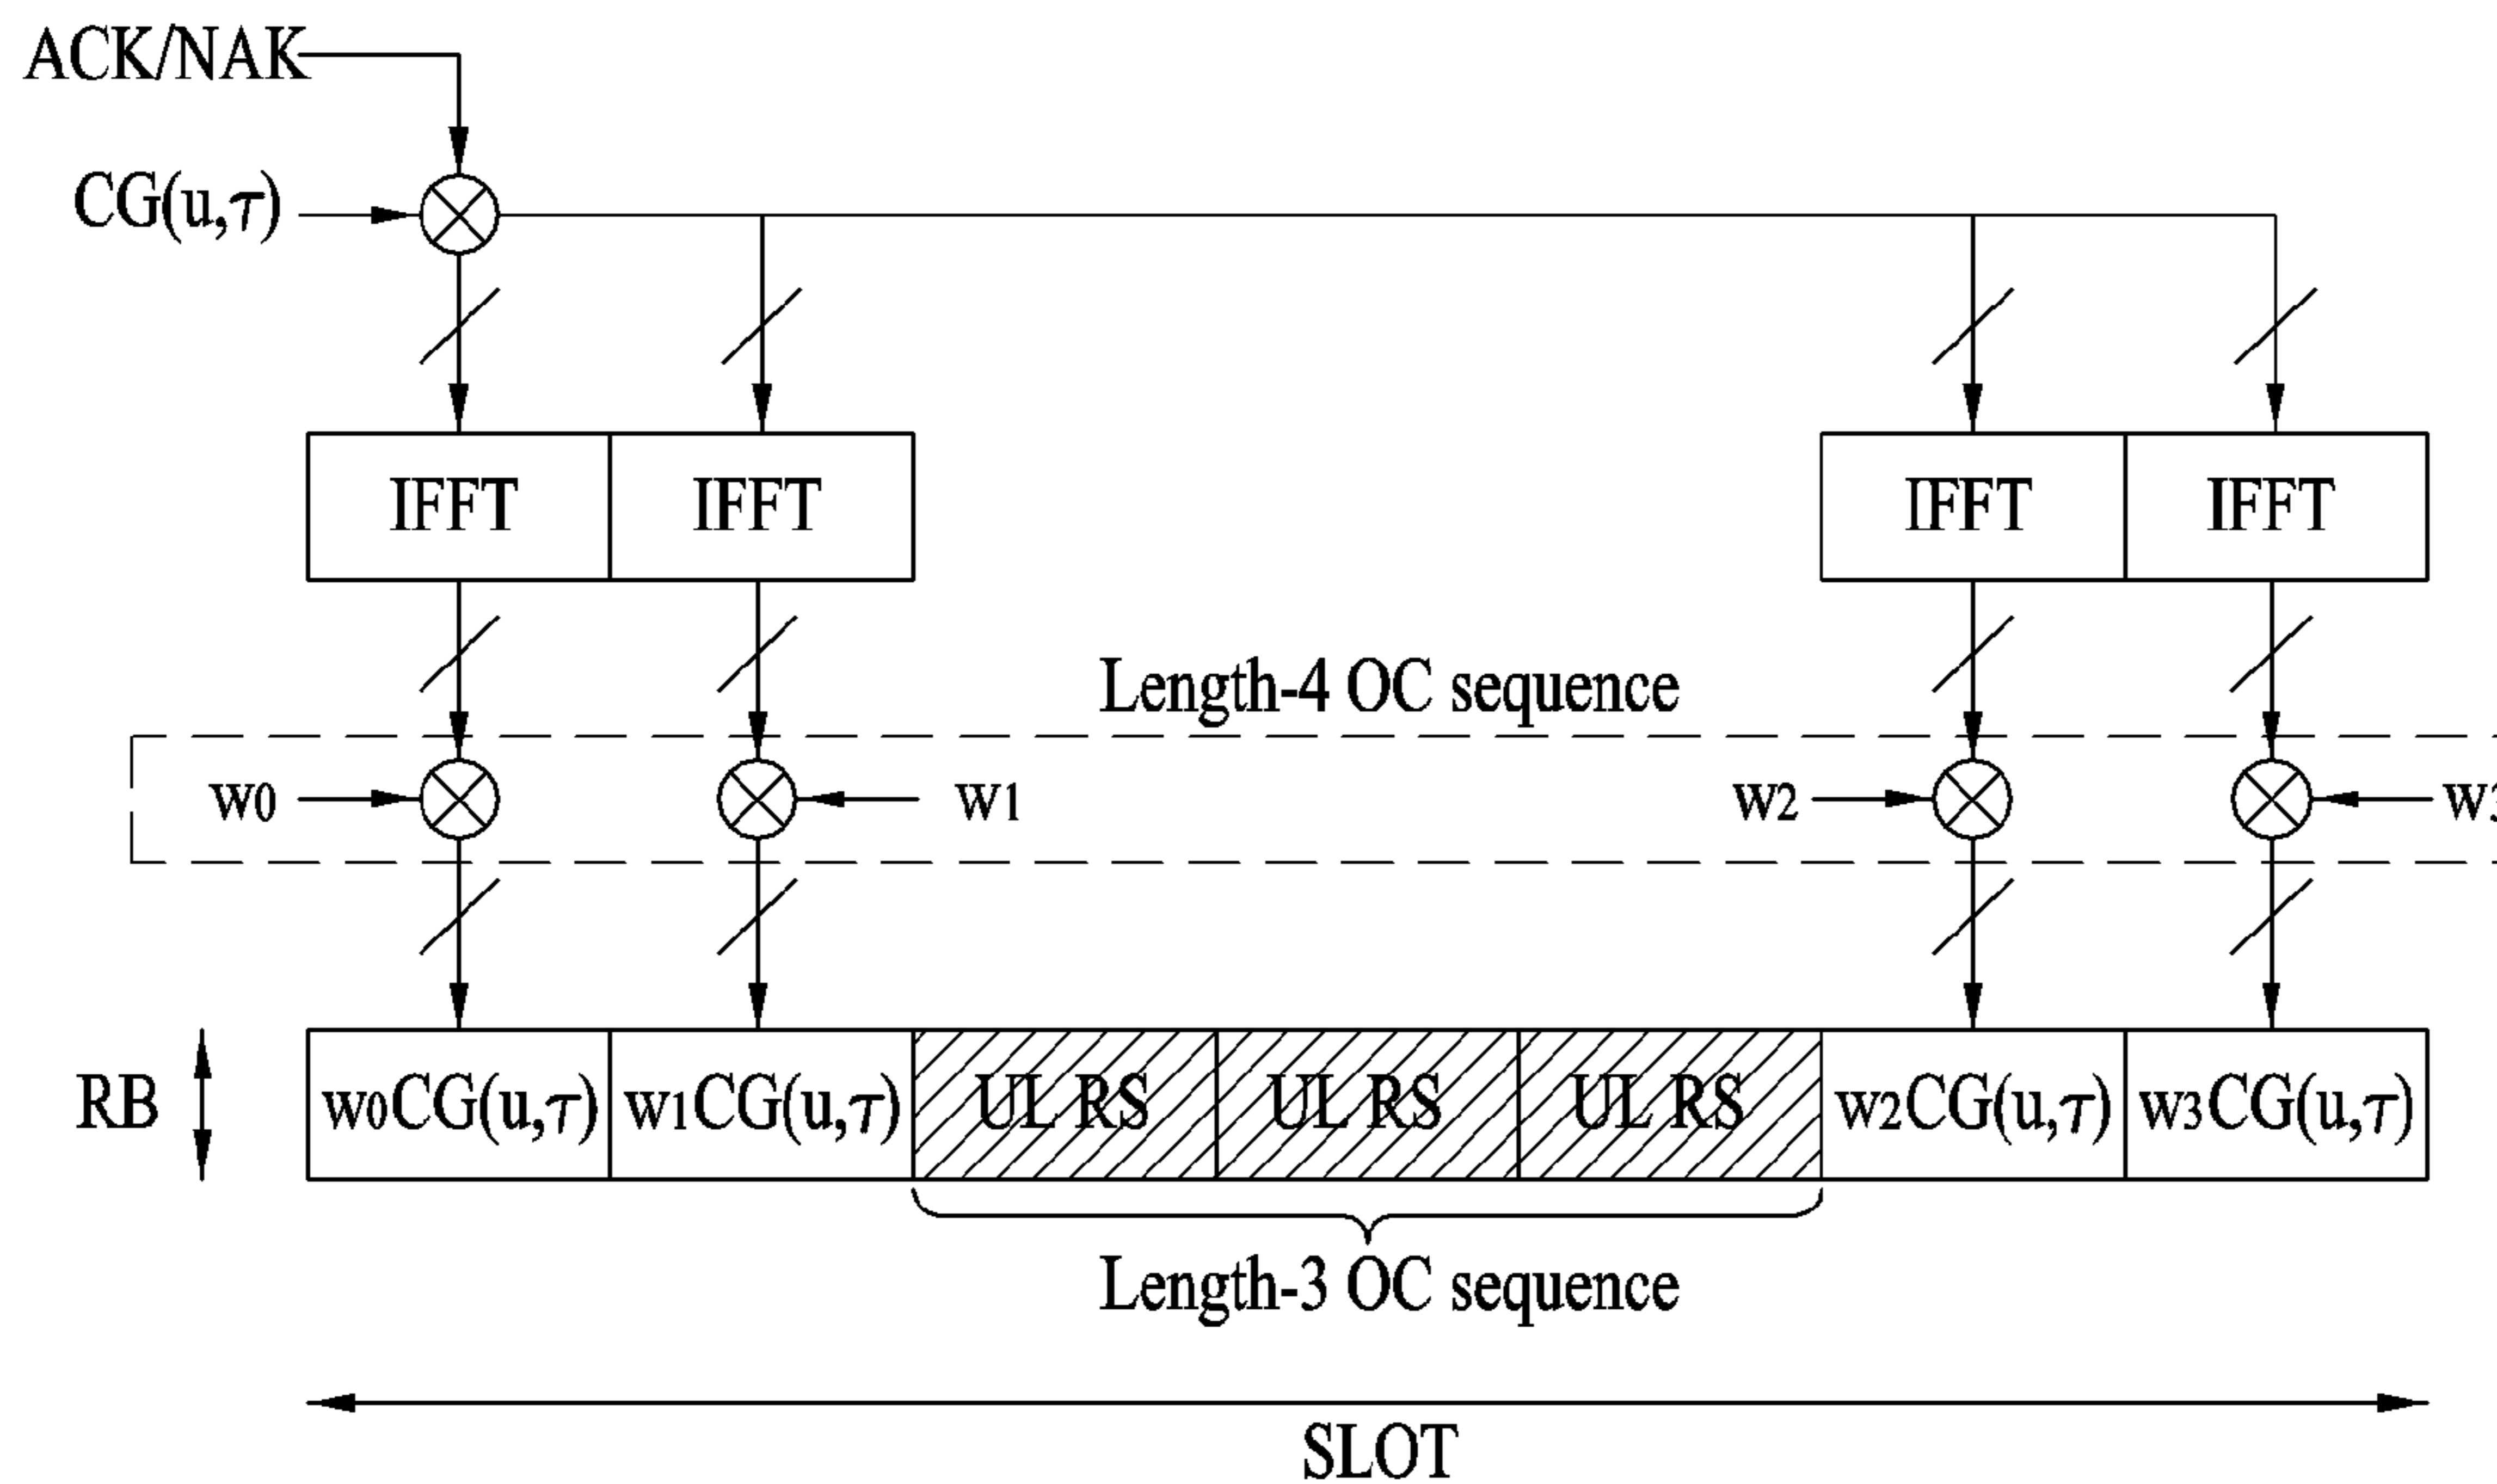 ACK/NAK
CG(u,τ)
IFFT IFFT IFFT IFFT
Length-4 OC sequence
w0 w1 w2
RB w0CG(u,τ) w1CG(u,τ) UL RS UL RS UL RS w2CG(u,τ) w3CG(u,τ)
Length-3 OC sequence
SLOT